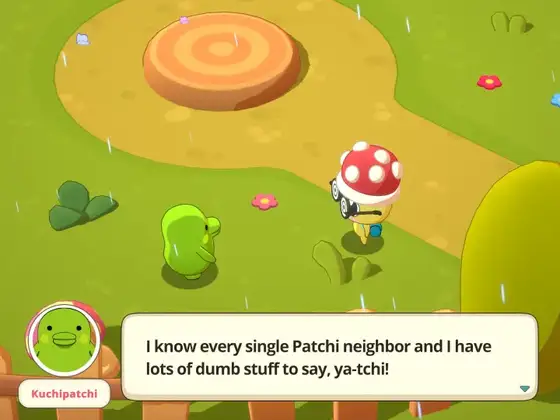 I know every single Patchi neighbor and I have
lots of dumb stuff to say, ya-tchi!
Kuchipatchi